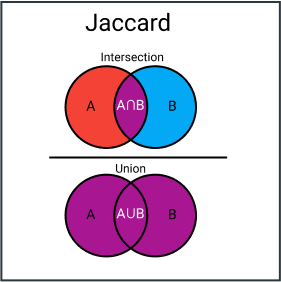 Jaccard
Intersection
A A∩B B
Union
A A∪B B